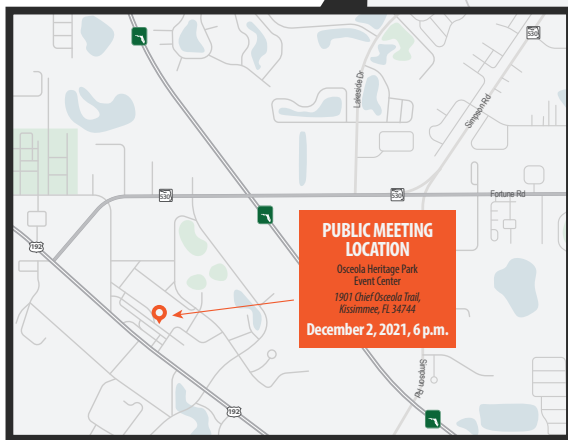 530
Lakeside Dr
Simpson Rd
530
530
Fortune Rd
192
PUBLIC MEETING
LOCATION
Osceola Heritage Park
Event Center
1901 Chief Osceola Trail,
Kissimmee, FL 34744
December 2, 2021, 6 p.m.
Simpson Rd
192